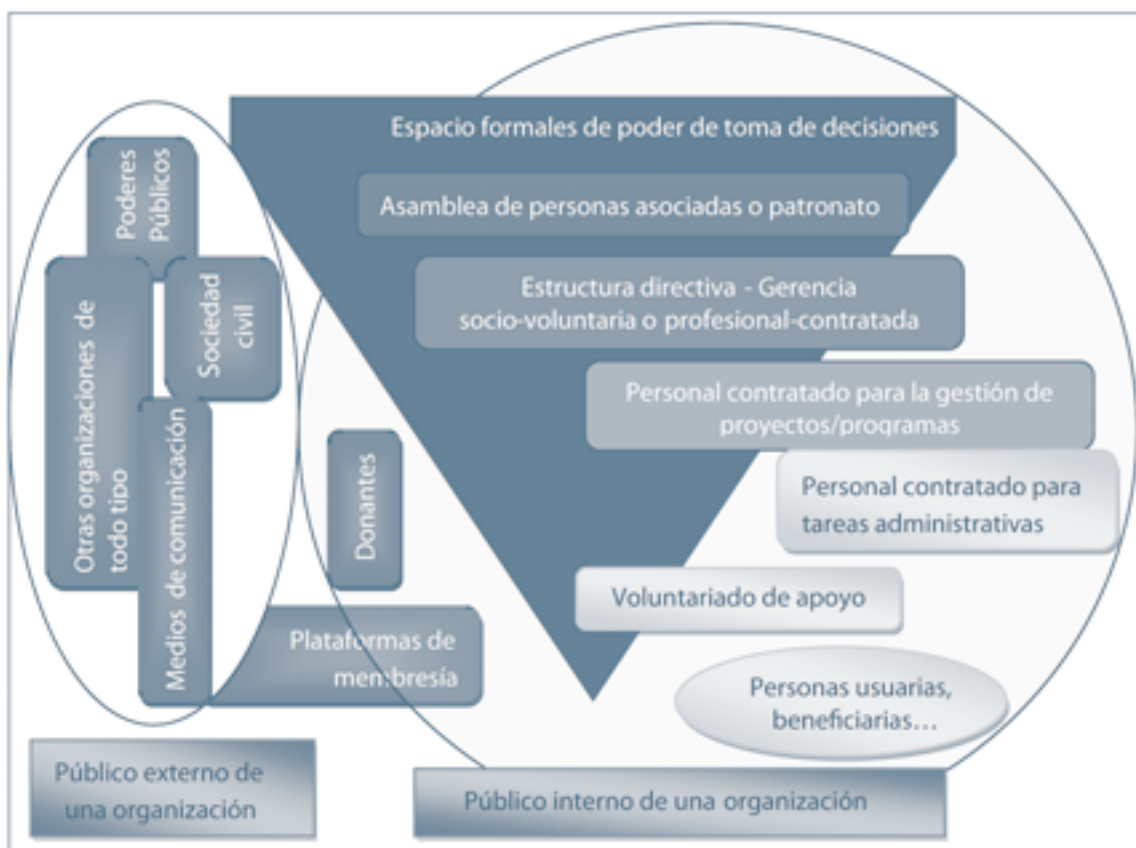 Espacio formales de poder de toma de decisiones
Asamblea de personas asociadas o patronato
Estructura directiva - Gerencia
socio-voluntaria o profesional-contratada
Personal contratado para la gestión de
proyectos/programas
Personal contratado para
tareas administrativas
Voluntariado de apoyo
Personas usuarias,
beneficiarias...
Poderes
Públicos
Sociedad
civil
Otras organizaciones de
todo tipo
Medios de comunicación
Donantes
Plataformas de
membresía
Público externo de
una organización
Público interno de una organización